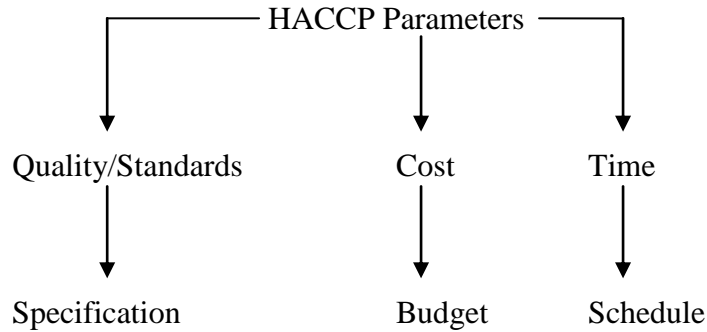 HACCP Parameters
Quality/Standards Cost Time
Specification Budget Schedule